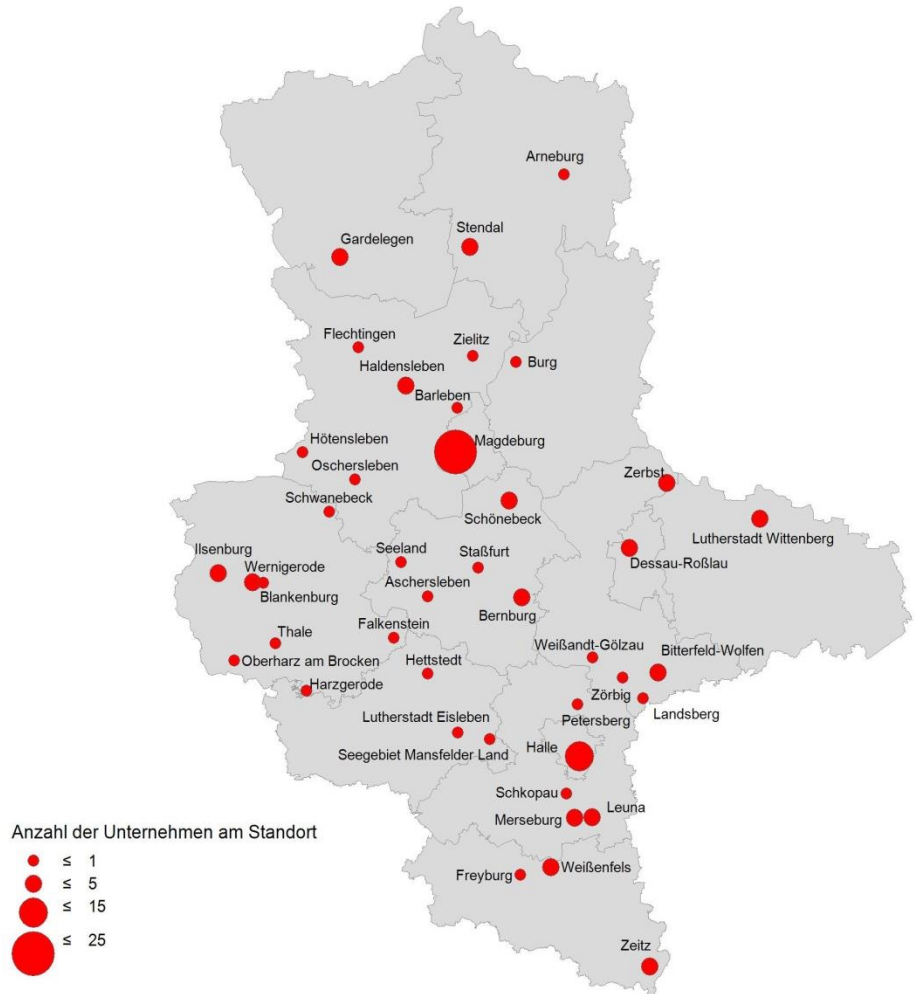 Arneburg
Stendal
Gardelegen
Flechtingen
Zielitz
Burg
Haldensleben
Barleben
Hötensleben
Magdeburg
Oschersleben
Zerbst
Schwanebeck
Schönebeck
Lutherstadt Wittenberg
Ilsenburg
Seeland
Staßfurt
Dessau-Roßlau
Wernigerode
Aschersleben
Blankenburg
Bernburg
Thale
Falkenstein
Weißandt-Gölzau
Bitterfeld-Wolfen
Oberharz am Brocken
Hettstedt
Harzgerode
Zörbig
Landsberg
Petersberg
Lutherstadt Eisleben
Halle
Seegebiet Mansfelder Land
Schkopau
Leuna
Merseburg
Freyburg
Weißenfels
Zeitz
Anzahl der Unternehmen am Standort
≤ 1
≤ 5
≤ 15
≤ 25